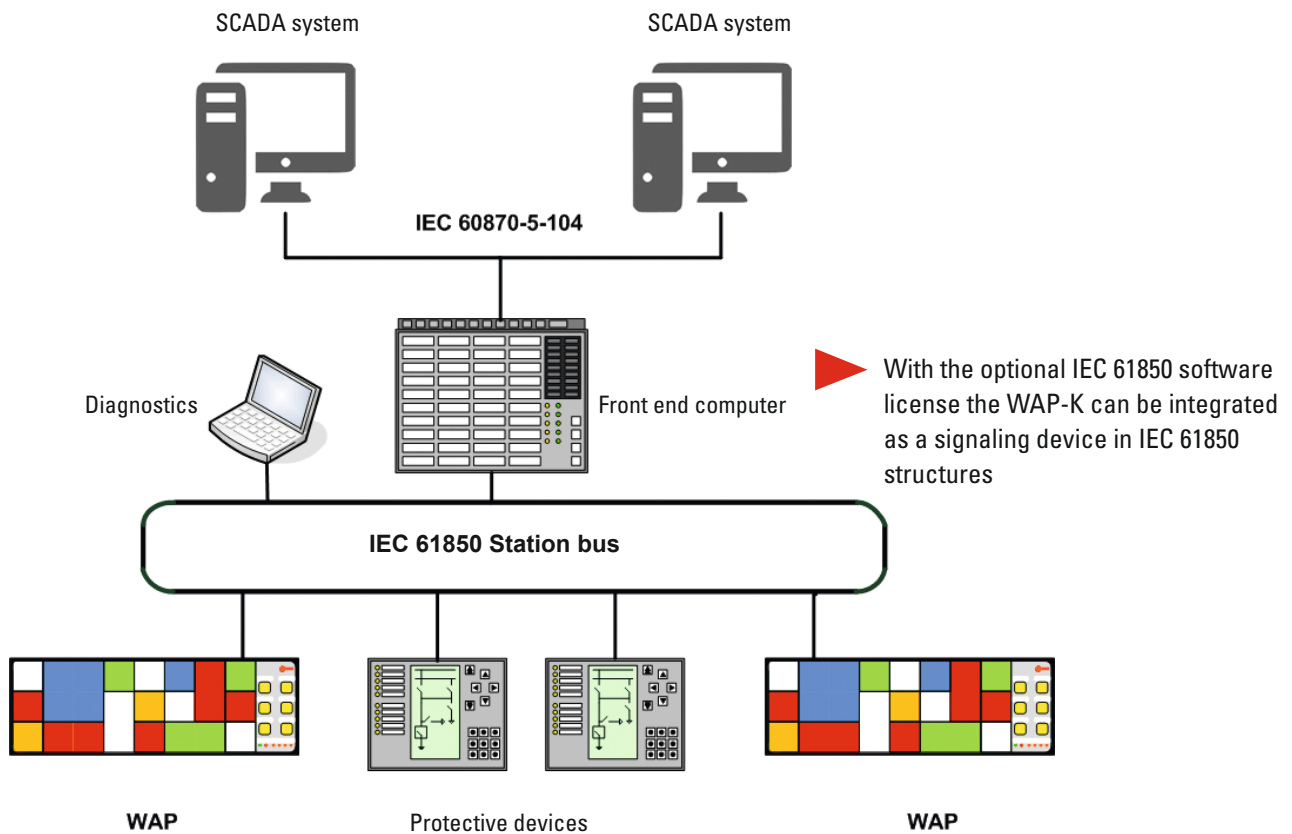 SCADA system
SCADA system
IEC 60870-5-104
Diagnostics
Front end computer
With the optional IEC 61850 software
license the WAP-K can be integrated
as a signaling device in IEC 61850
structures
IEC 61850 Station bus
WAP
Protective devices
WAP